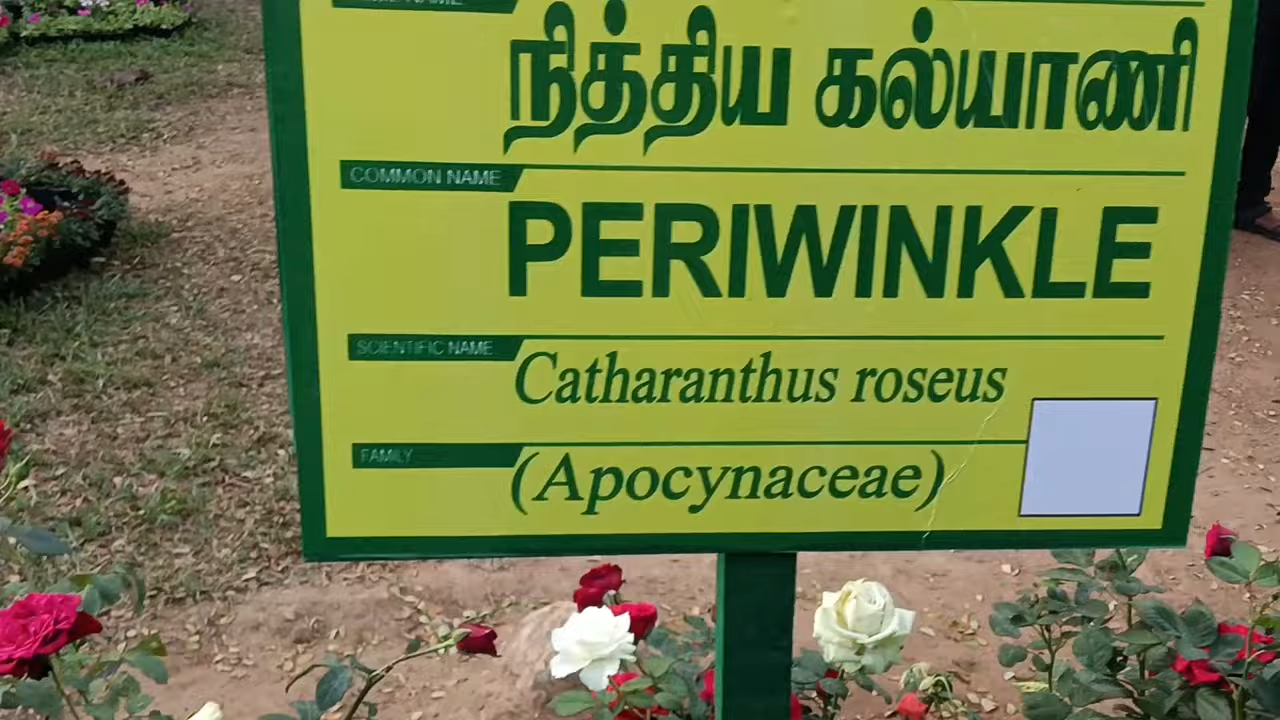 நித்திய கல்யாணி
COMMON NAME
PERIWINKLE
SCIENTIFIC NAME
Catharanthus roseus
FAMILY
(Apocynaceae)